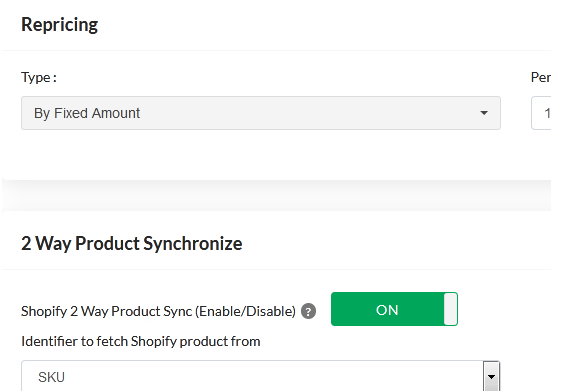 Repricing
Type : Per
By Fixed Amount 1
2 Way Product Synchronize
Shopify 2 Way Product Sync (Enable/Disable) ? ON
Identifier to fetch Shopify product from
SKU